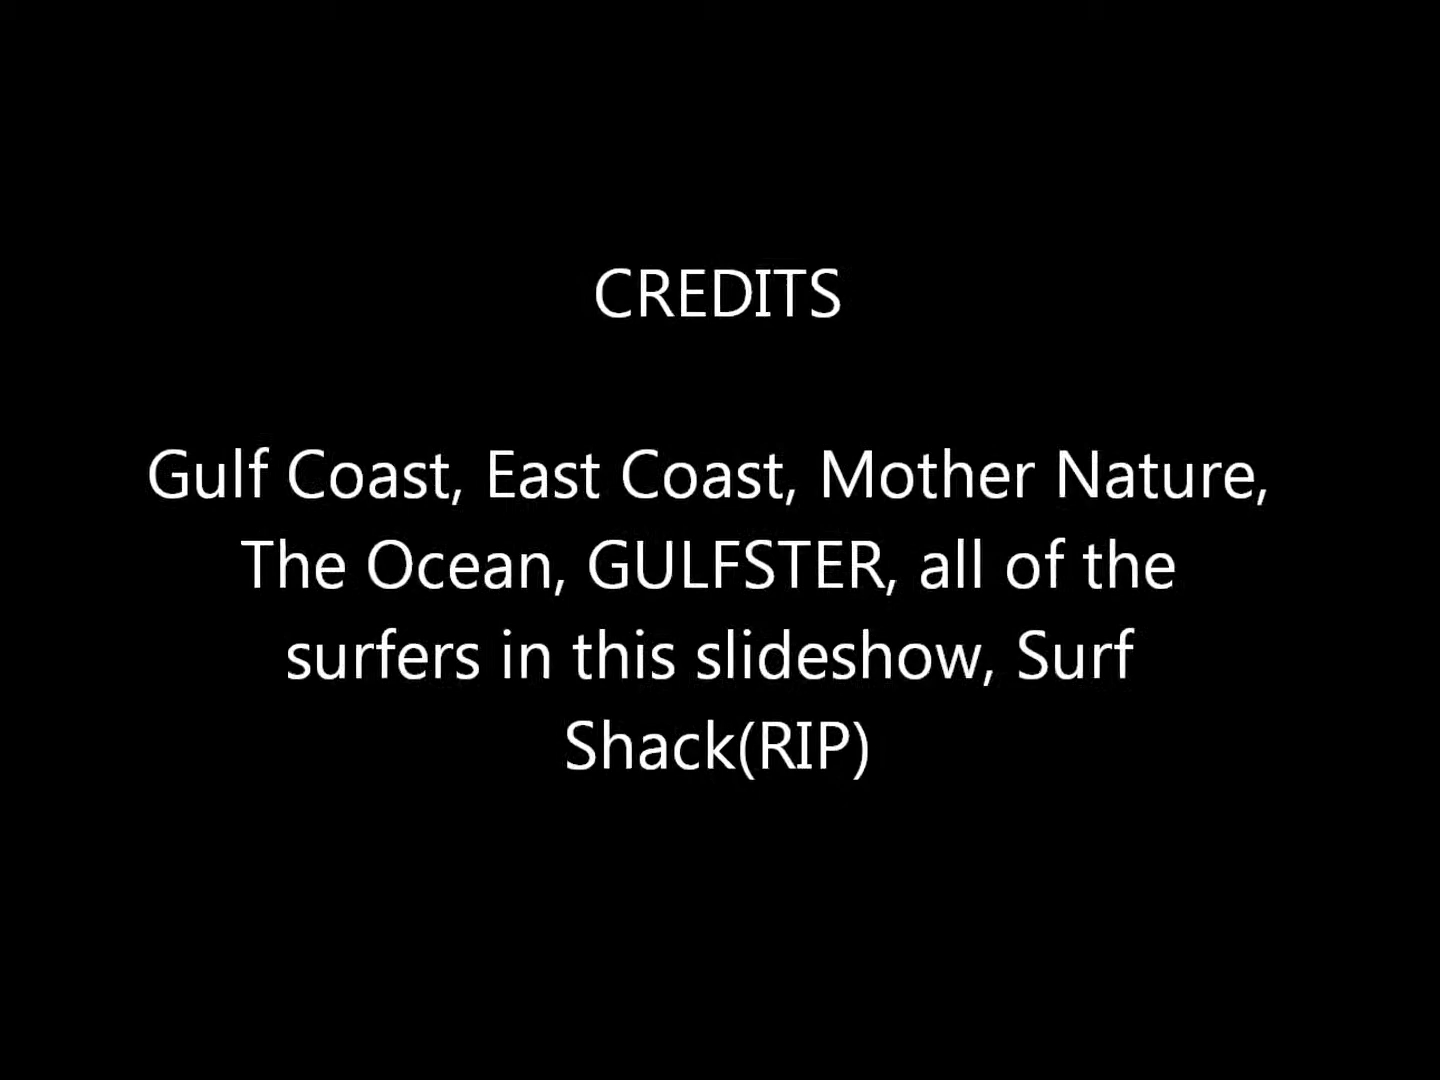 CREDITS
Gulf Coast, East Coast, Mother Nature,
The Ocean, GULFSTER, all of the
surfers in this slideshow, Surf
Shack(RIP)